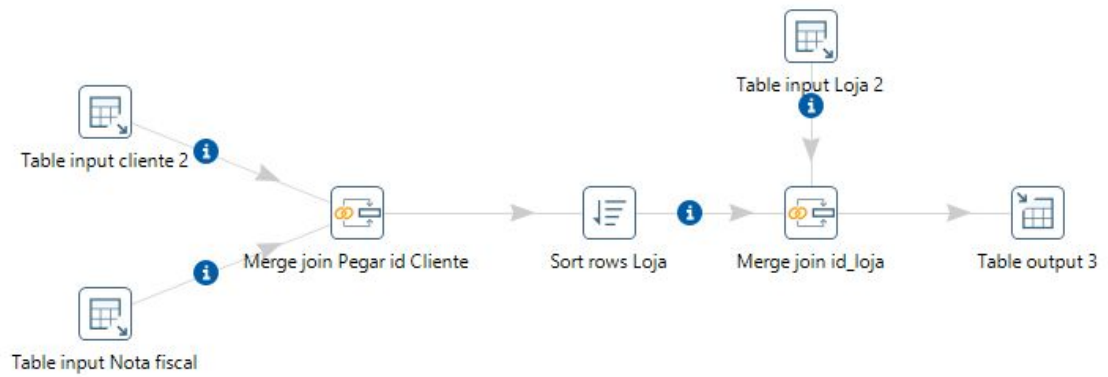 Table input Loja 2
Table input cliente 2
Merge join Pegar id Cliente
Sort rows Loja
Merge join id_loja
Table output 3
Table input Nota fiscal